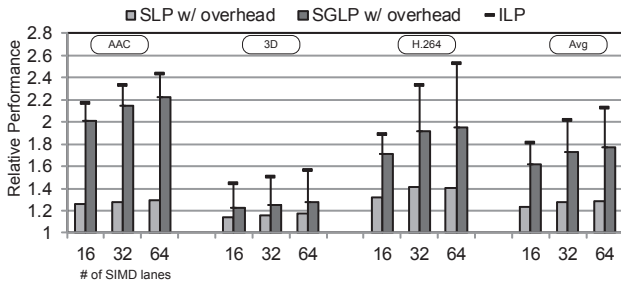 SLP w/ overhead SGLP w/ overhead ILP
Relative Performance
2.8
2.6
2.4
2.2
2
1.8
1.6
1.4
1.2
1
AAC 3D H.264 Avg
16 32 64 16 32 64 16 32 64 16 32 64
# of SIMD lanes